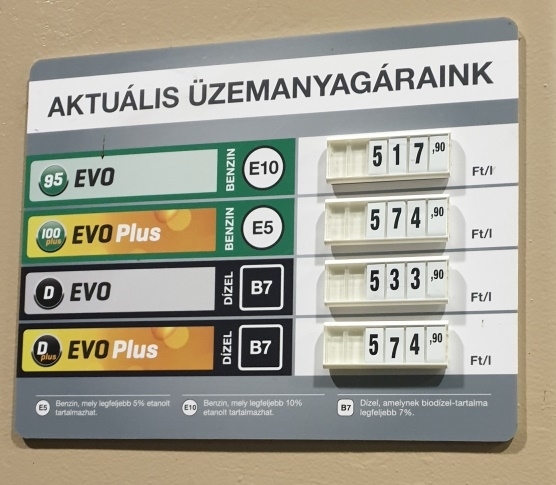 AKTUÁLIS ÜZEMANYAGÁRAINK
95 EVO BENZIN E10 517,90 Ft/l
100 plus EVO Plus BENZIN E5 574,90 Ft/l
D EVO DÍZEL B7 533,90 Ft/l
D plus EVO Plus DÍZEL B7 574,90 Ft/l
E5 Benzin, mely legfeljebb 5% etanolt
tartalmazhat.
E10 Benzin, mely legfeljebb 10%
etanolt tartalmazhat.
B7 Dízel, amelynek biodízel-tartalma
legfeljebb 7%.